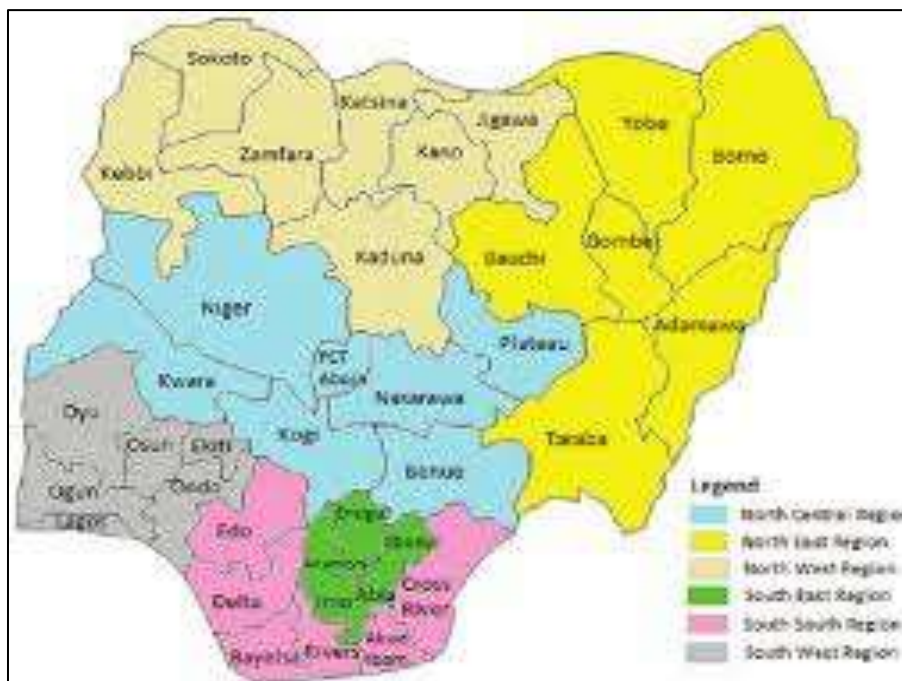 Sokoto
Katsina
Jigawa
Yobe
Borno
Kano
Zamfara
Kebbi
Kaduna
Bauchi
Gombe
Adamawa
Niger
Plateau
FCT
Abuja
Kwara
Nasarawa
Oyo
Kogi
Taraba
Osun
Ekiti
Benue
Ogun
Ondo
Lagos
Edo
Enugu
Ebonyi
Anambra
Delta
Imo
Abia
Cross
River
Bayelsa
Rivers
Akwa
Ibom
Legend
North Central Region
North East Region
North West Region
South East Region
South South Region
South West Region